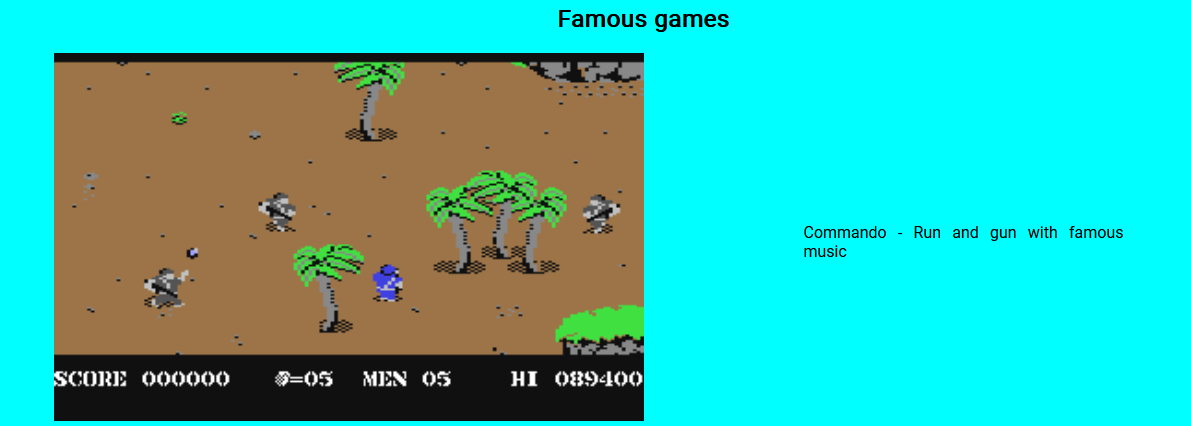 Famous games
Commando - Run and gun with famous
music
SCORE 000000 =05 MEN 05 HI 089400